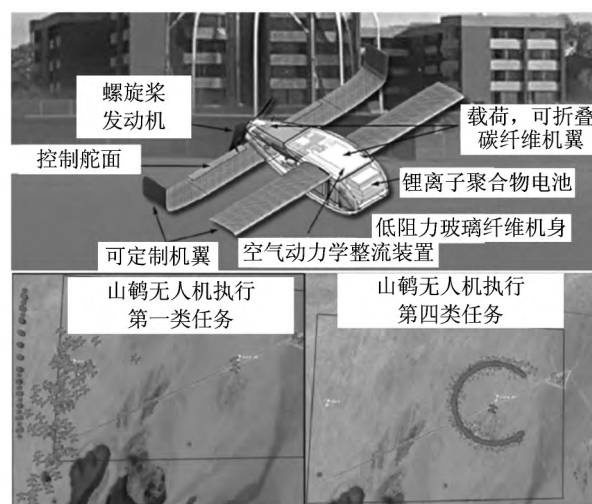 螺旋桨
发动机
载荷，可折叠
碳纤维机翼
控制舵面
锂离子聚合物电池
低阻力玻璃纤维机身
可定制机翼
空气动力学整流装置
山鹌无人机执行
第一类任务
山鹌无人机执行
第四类任务